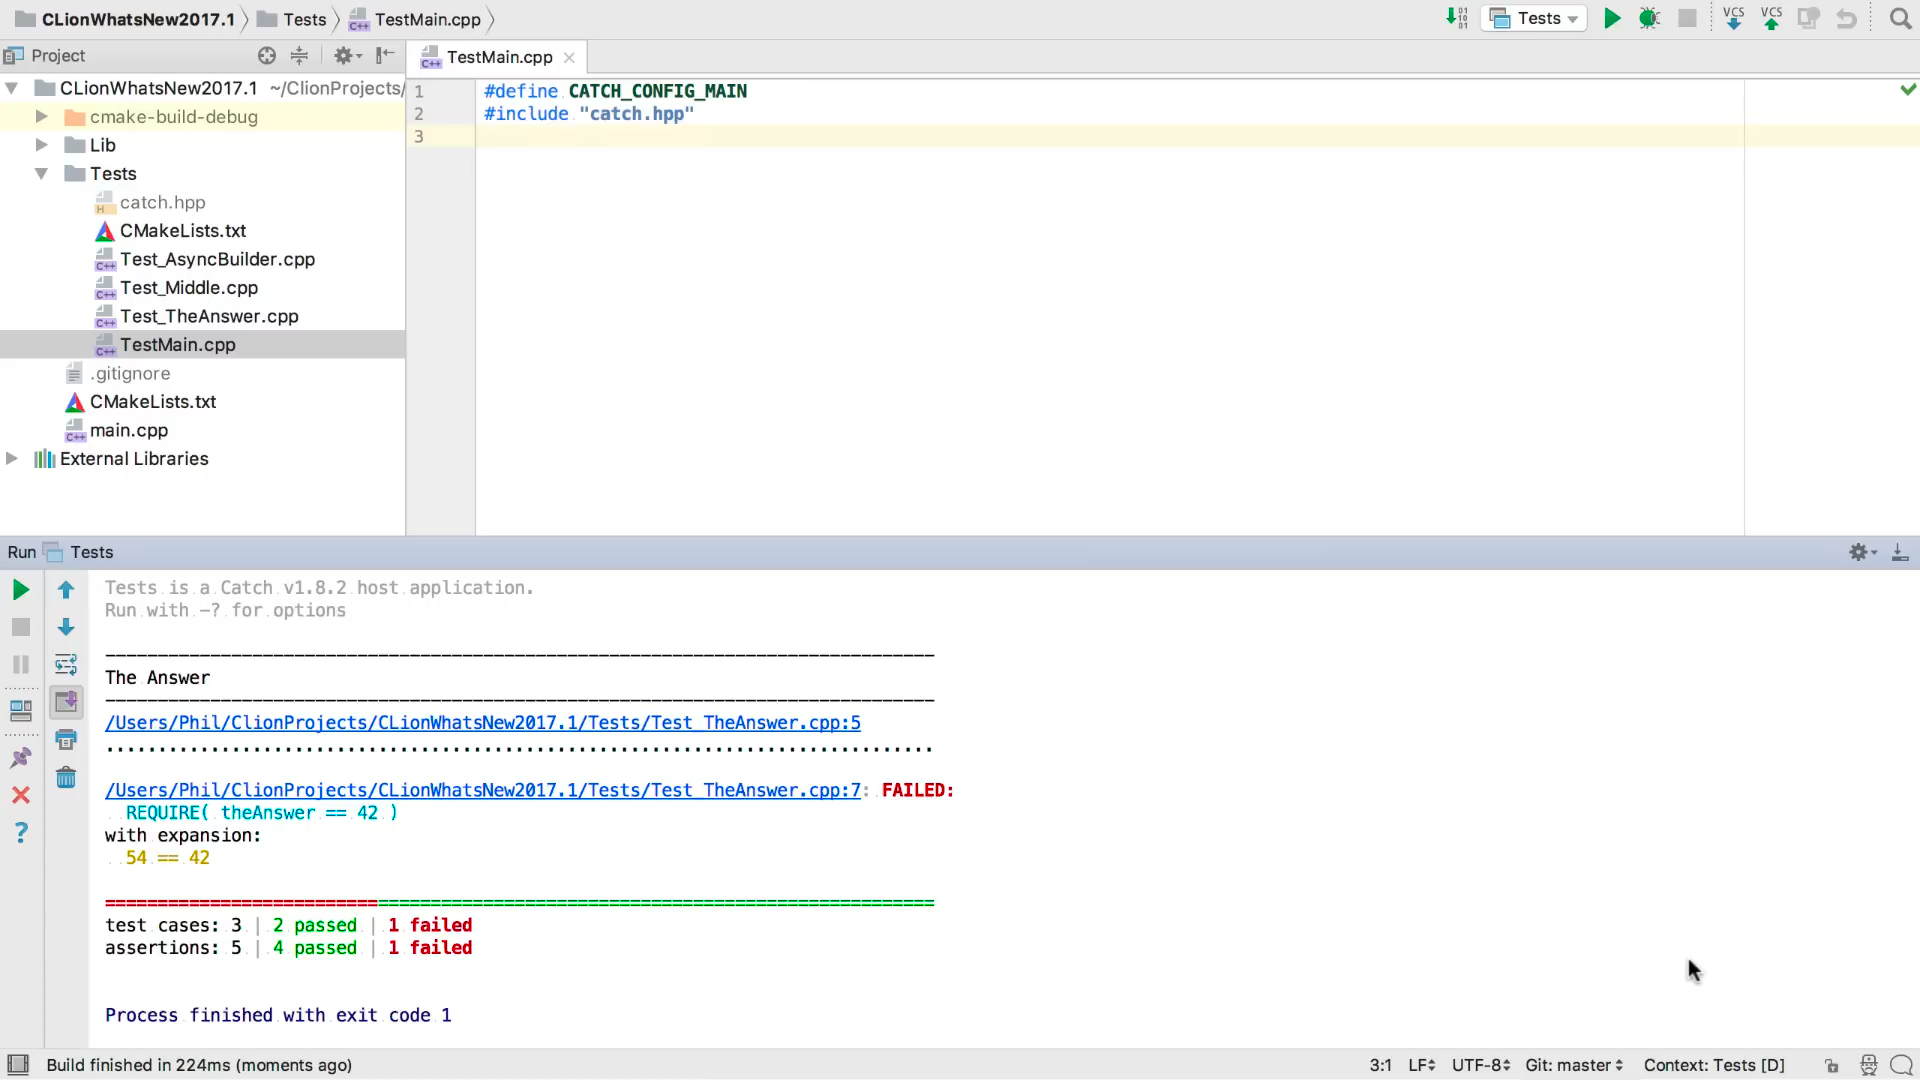 CLionWhatsNew2017.1 Tests TestMain.cpp Tests VCS VCS
Project
TestMain.cpp
CLionWhatsNew2017.1 ~/ClionProjects/
cmake-build-debug
Lib
Tests
catch.hpp
CMakeLists.txt
Test_AsyncBuilder.cpp
Test_Middle.cpp
Test_TheAnswer.cpp
TestMain.cpp
.gitignore
CMakeLists.txt
main.cpp
External Libraries
1 #define CATCH_CONFIG_MAIN
2 #include "catch.hpp"
3
Run Tests
Tests is a Catch v1.8.2 host application.
Run with -? for options
-------------------------------------------------------------------------------
The Answer
-------------------------------------------------------------------------------
/Users/Phil/ClionProjects/CLionWhatsNew2017.1/Tests/Test_TheAnswer.cpp:5
...............................................................................
/Users/Phil/ClionProjects/CLionWhatsNew2017.1/Tests/Test_TheAnswer.cpp:7: FAILED:
REQUIRE( theAnswer == 42 )
with expansion:
54 == 42
===============================================================================
test cases: 3 | 2 passed | 1 failed
assertions: 5 | 4 passed | 1 failed
Process finished with exit code 1
Build finished in 224ms (moments ago) 3:1 LF UTF-8 Git: master Context: Tests [D]